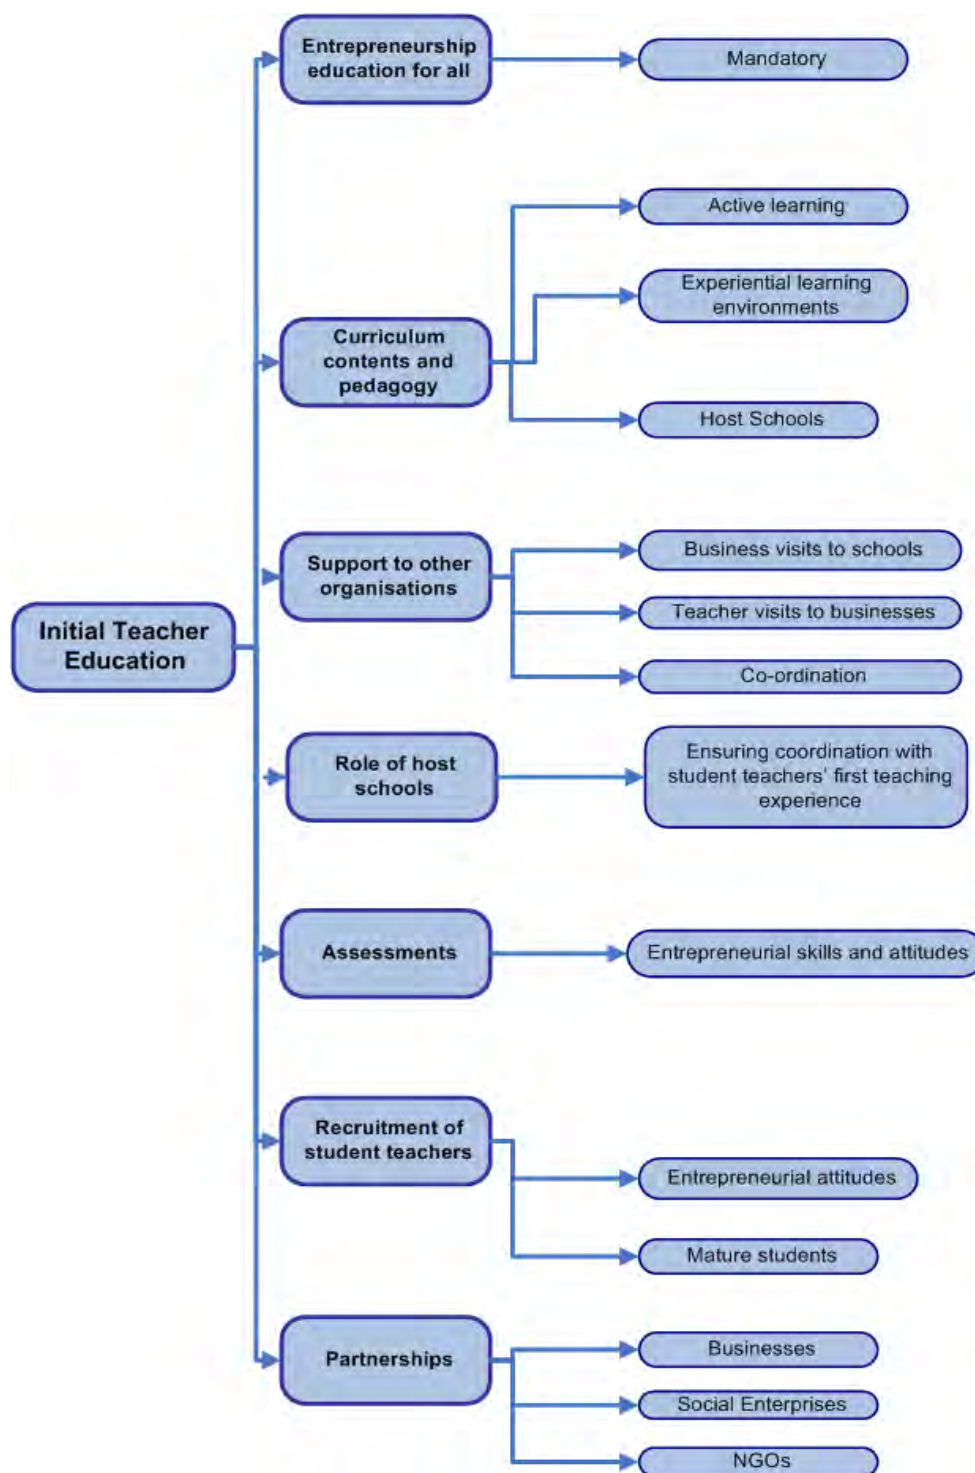 Entrepreneurship
education for all
Mandatory
Active learning
Experiential learning
environments
Curriculum
contents and
pedagogy
Host Schools
Support to other
organisations
Business visits to schools
Teacher visits to businesses
Co-ordination
Initial Teacher
Education
Role of host
schools
Ensuring coordination with
student teachers' first teaching
experience
Assessments
Entrepreneurial skills and attitudes
Recruitment of
student teachers
Entrepreneurial attitudes
Mature students
Partnerships
Businesses
Social Enterprises
NGOs